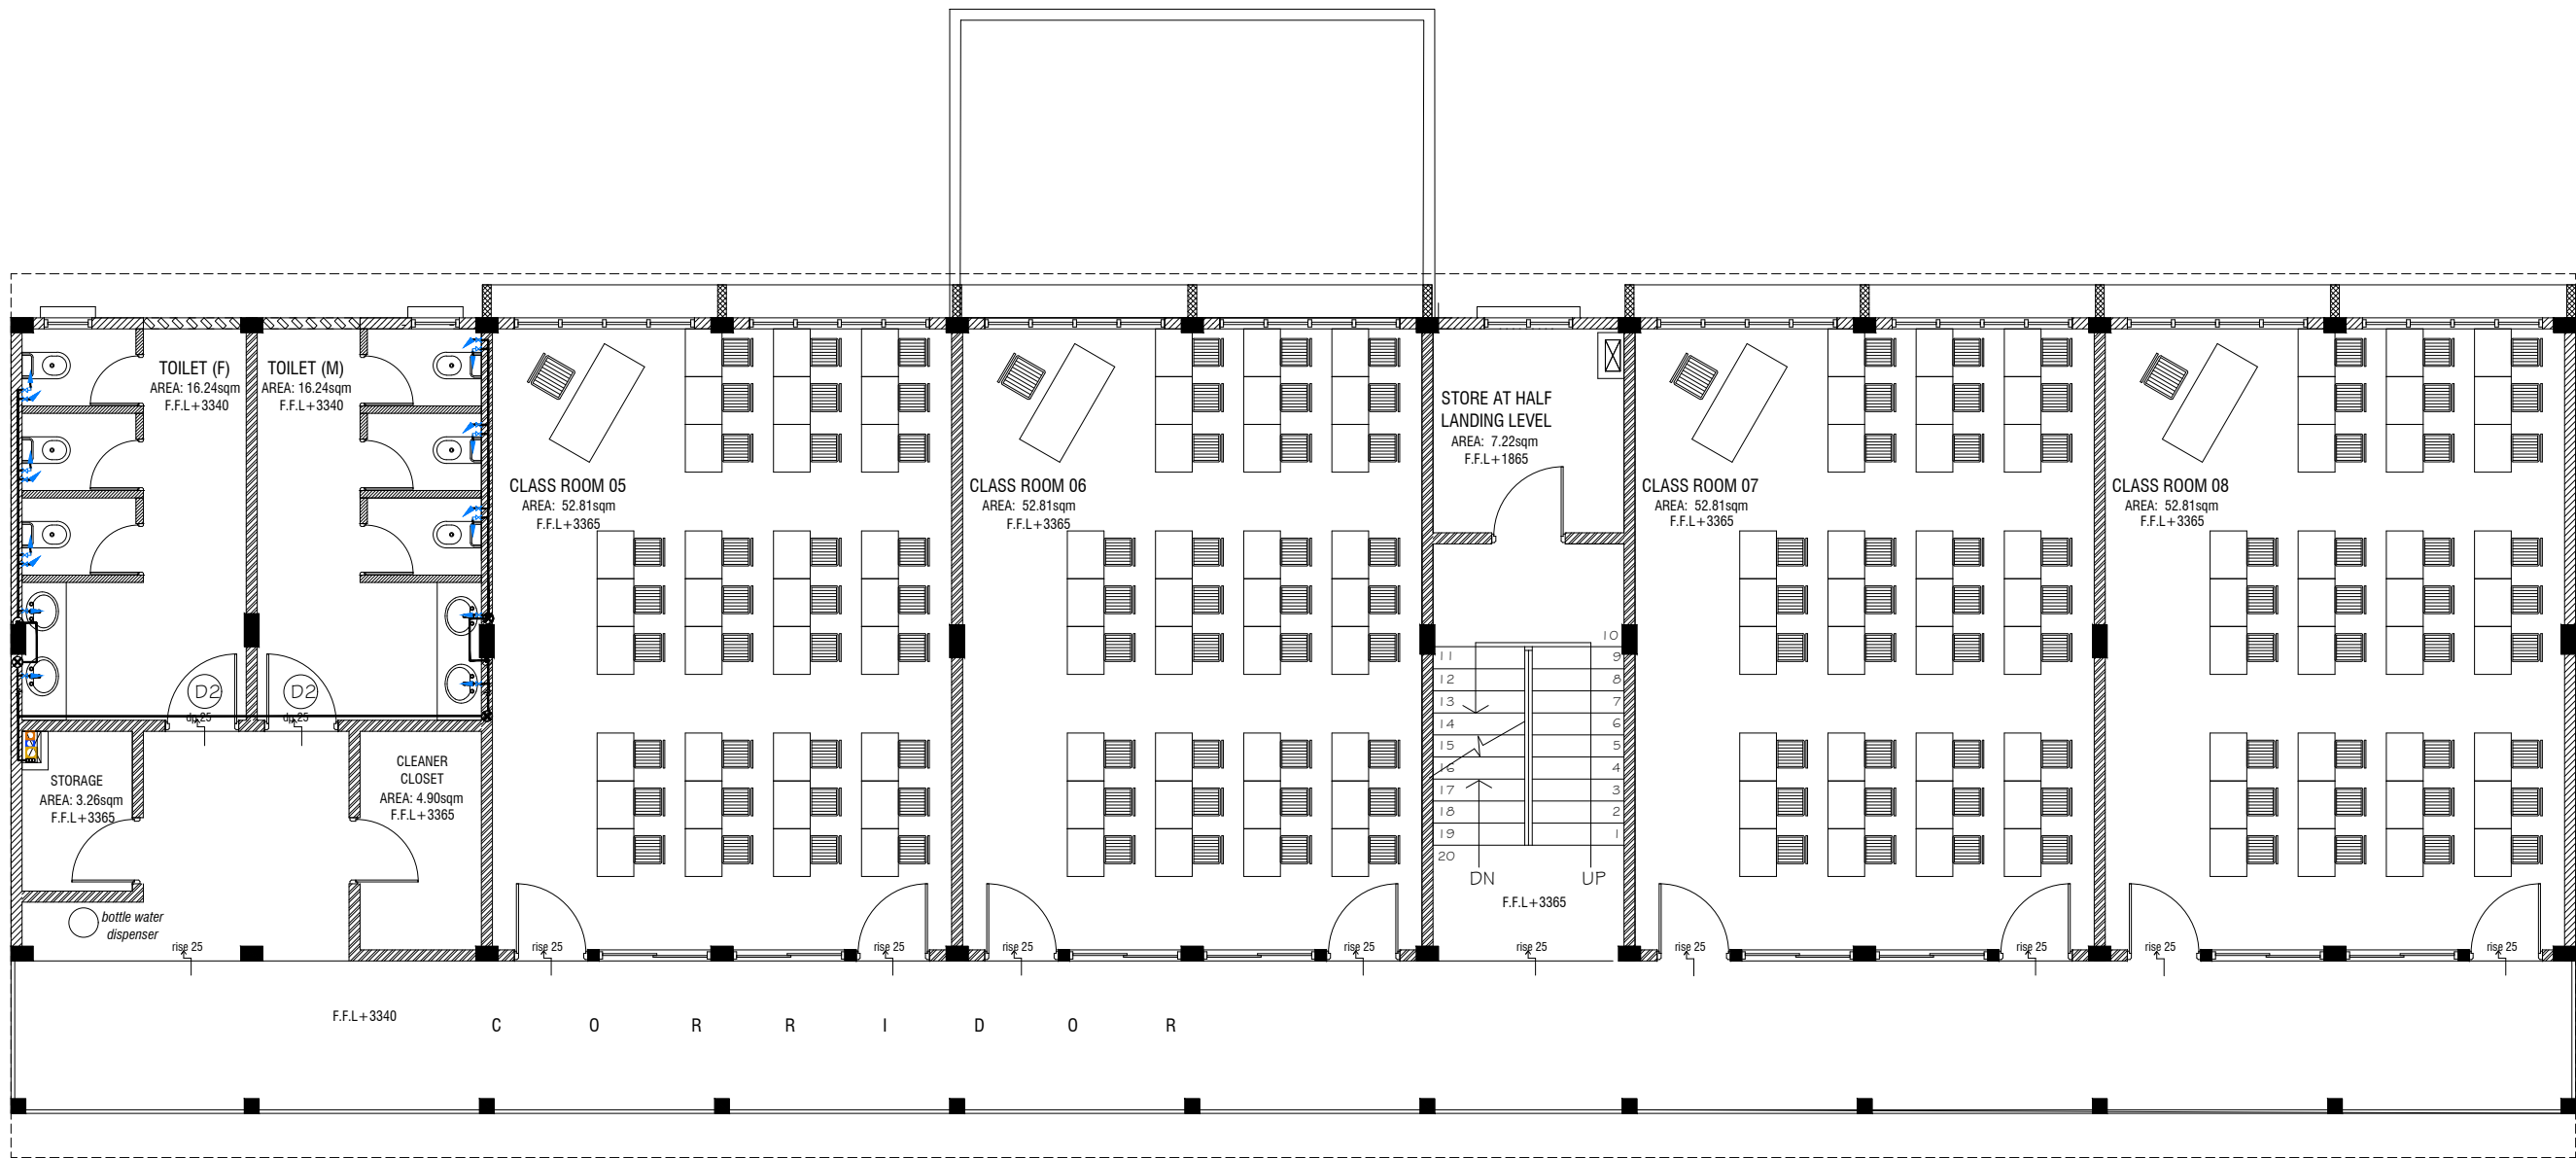 TOILET (F)
AREA: 16.24sqm
F.F.L+3340
TOILET (M)
AREA: 16.24sqm
F.F.L+3340
STORE AT HALF
LANDING LEVEL
AREA: 7.22sqm
F.F.L+1865
CLASS ROOM 05
AREA: 52.81sqm
F.F.L+3365
CLASS ROOM 06
AREA: 52.81sqm
F.F.L+3365
CLASS ROOM 07
AREA: 52.81sqm
F.F.L+3365
CLASS ROOM 08
AREA: 52.81sqm
F.F.L+3365
D2
D2
dp 25
dp 25
10
11
9
12
8
13
7
14
6
15
5
16
4
17
3
18
2
19
1
20
DN
UP
F.F.L+3365
STORAGE
AREA: 3.26sqm
F.F.L+3365
CLEANER
CLOSET
AREA: 4.90sqm
F.F.L+3365
bottle water
dispenser
rise 25
rise 25
rise 25
rise 25
rise 25
rise 25
rise 25
rise 25
rise 25
rise 25
F.F.L+3340
C O R R I D O R